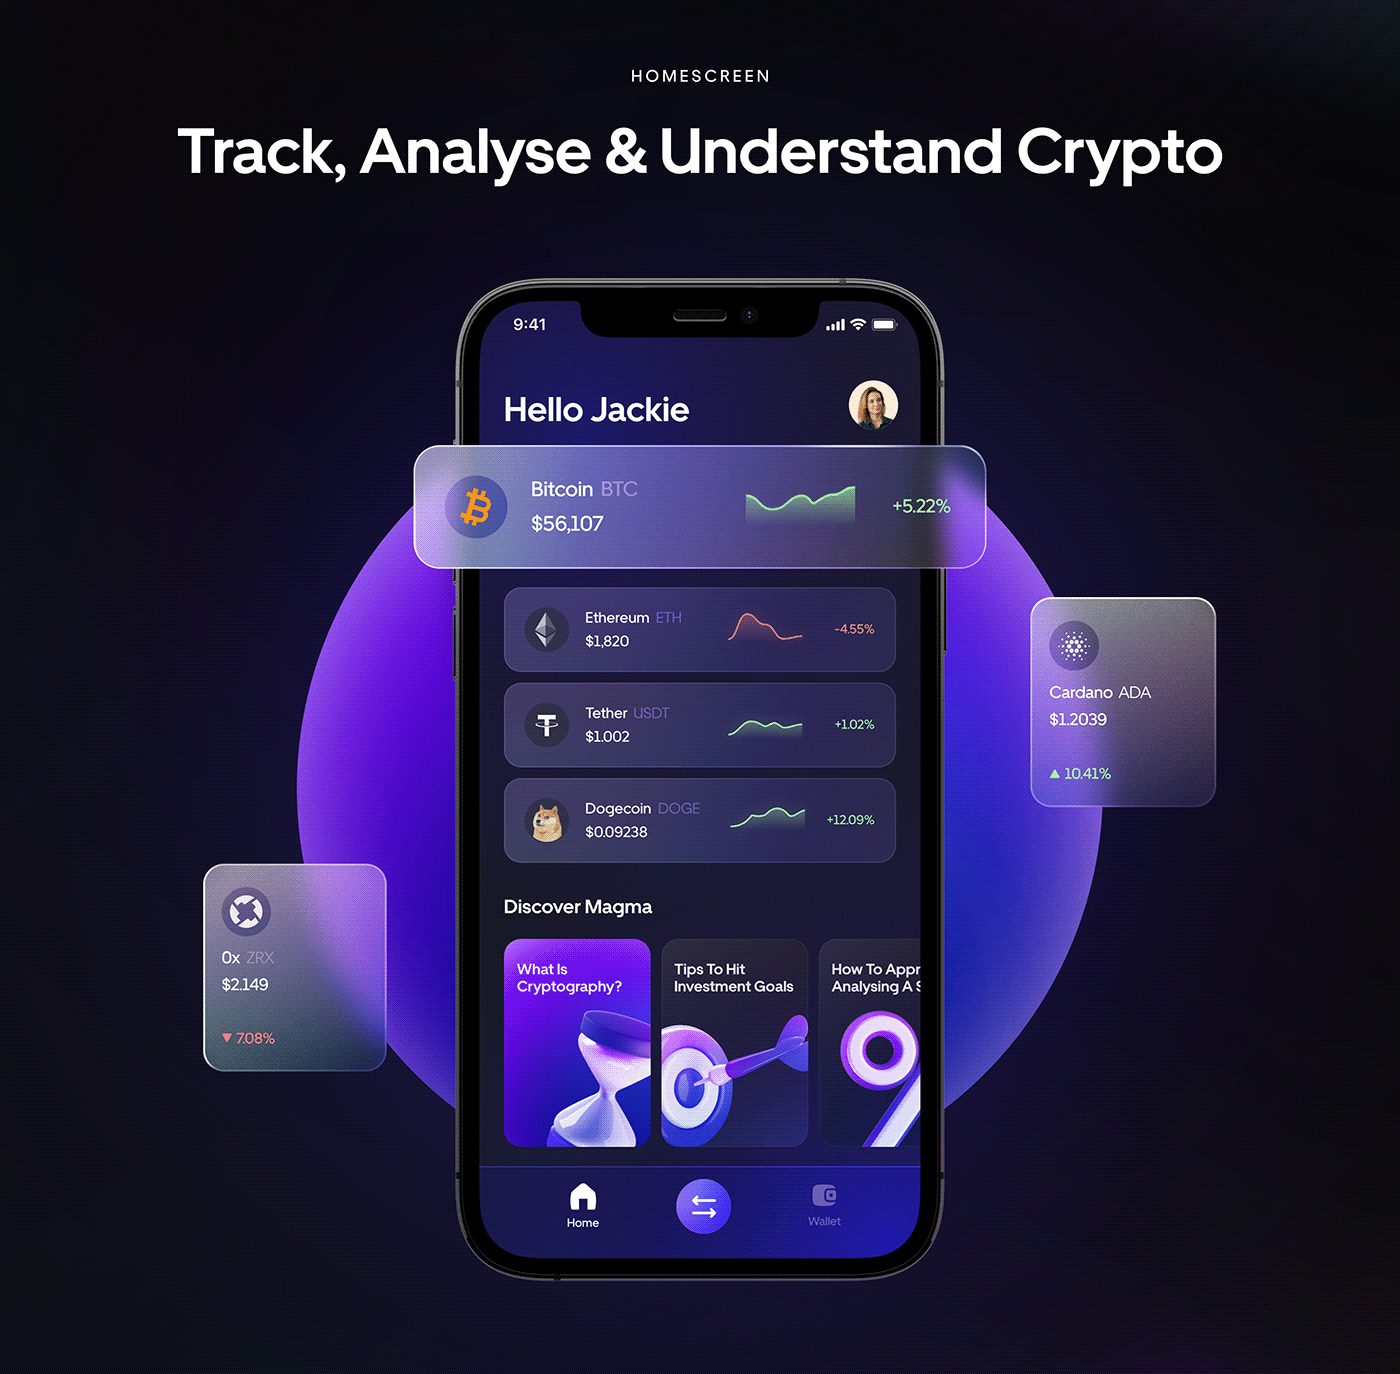 HOMESCREEN
Track, Analyse & Understand Crypto
9:41
Hello Jackie
Bitcoin BTC
$56,107
+5.22%
Ethereum ETH
$1,820
-4.55%
Tether USDT
$1.002
+1.02%
Dogecoin DOGE
$0.09238
+12.09%
Cardano ADA
$1.2039
▲ 10.41%
0x ZRX
$2.149
▼ 7.08%
Discover Magma
What Is
Cryptography?
Tips To Hit
Investment Goals
How To Appr
Analysing A S
Home
Wallet